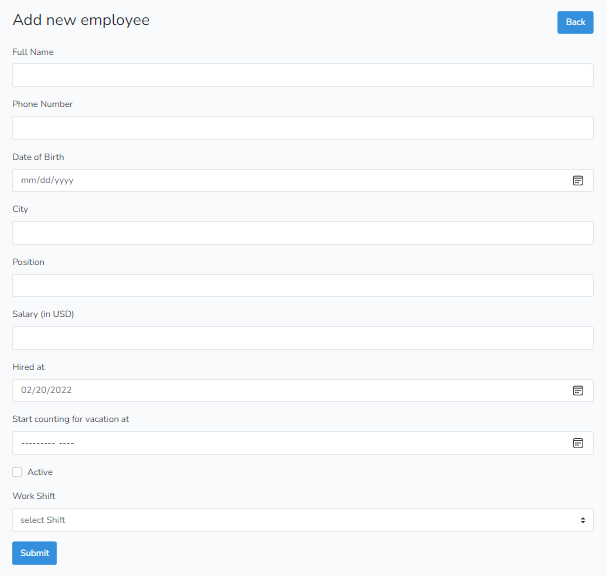 Add new employee
Back
Full Name
Phone Number
Date of Birth
mm/dd/yyyy
City
Position
Salary (in USD)
Hired at
02/20/2022
Start counting for vacation at
--------- ----
Active
Work Shift
select Shift
Submit